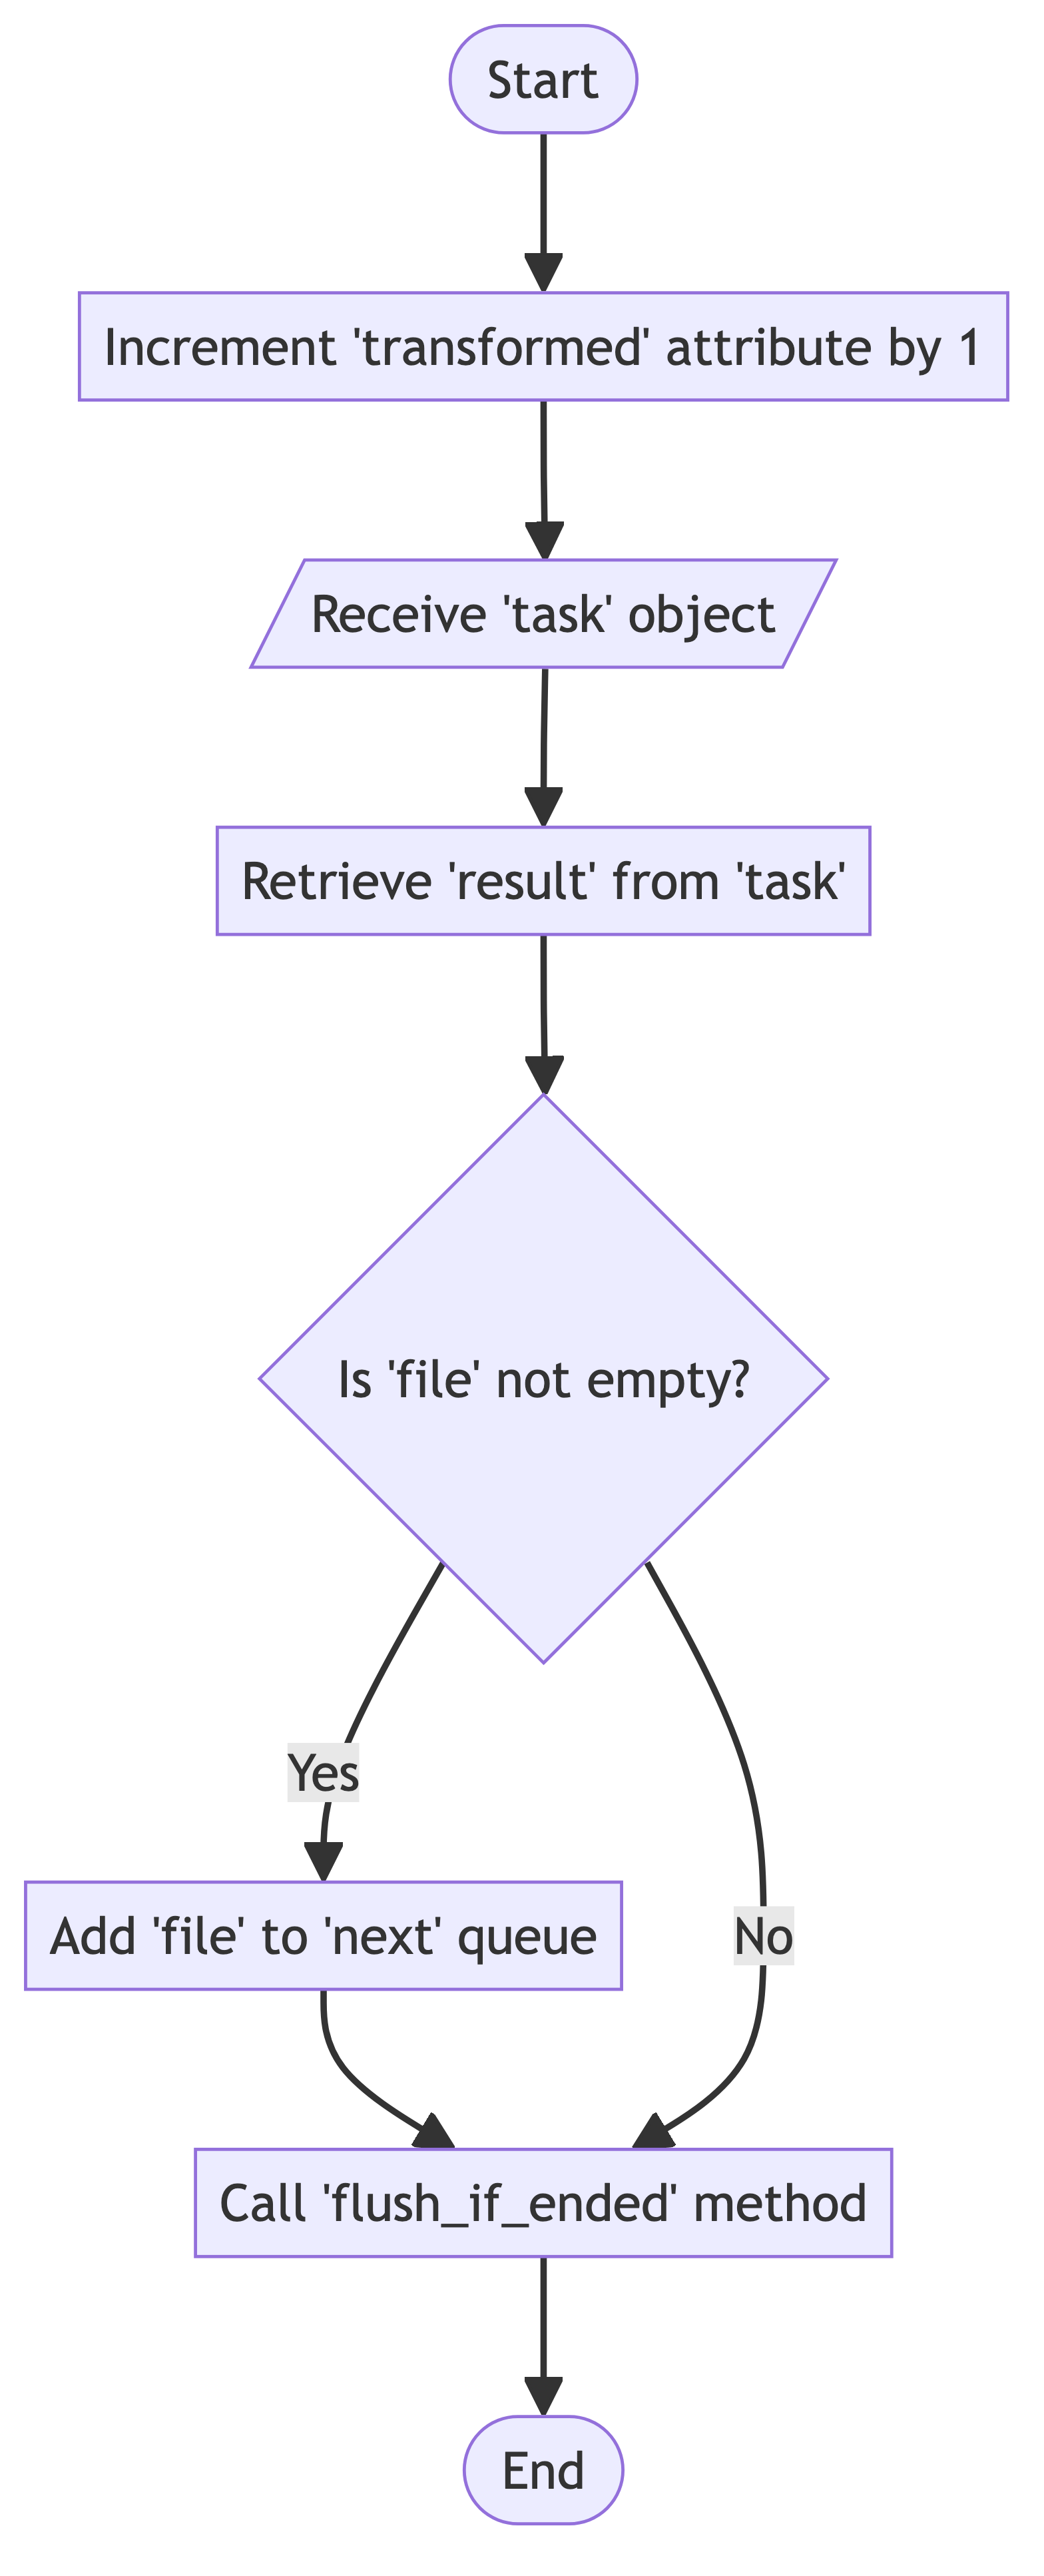 Start
Increment 'transformed' attribute by 1
Receive 'task' object
Retrieve 'result' from 'task'
Is 'file' not empty?
Yes
Add 'file' to 'next' queue
No
Call 'flush_if_ended' method
End